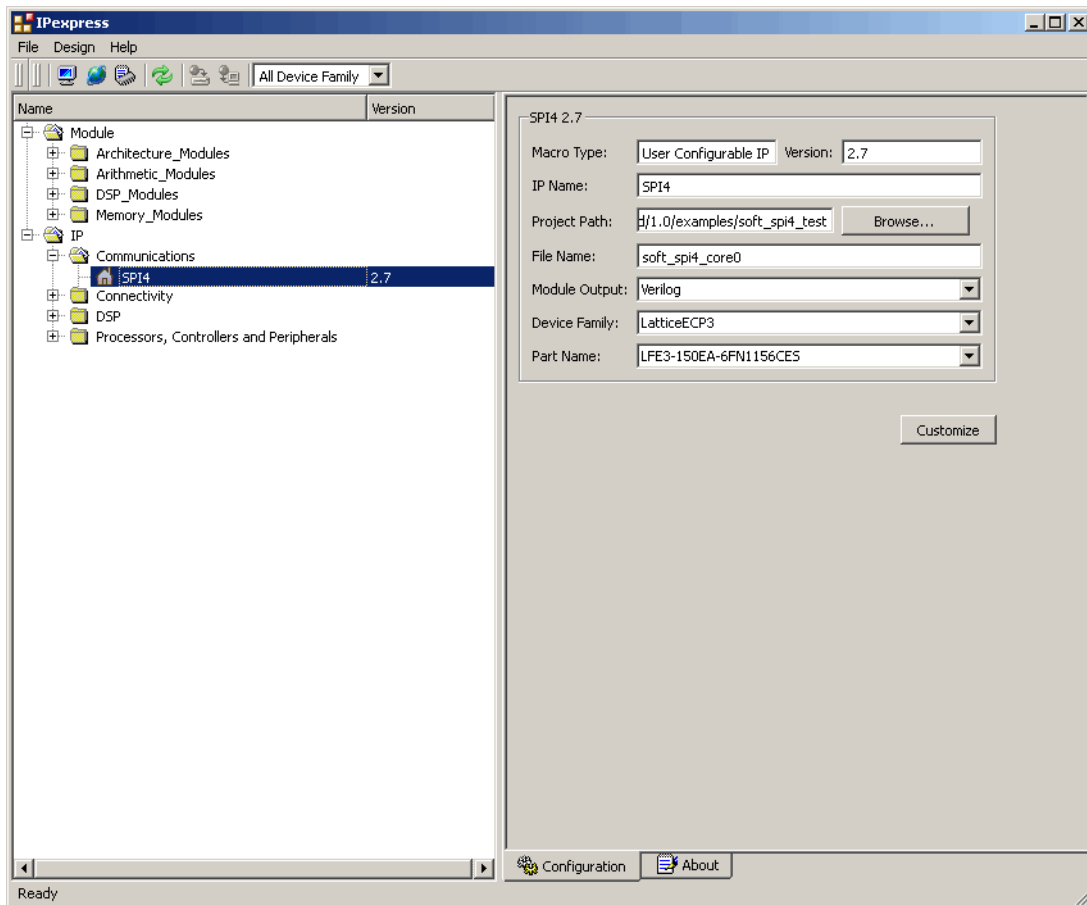 IPexpress
File Design Help
All Device Family
Name Version
Module
Architecture_Modules
Arithmetic_Modules
DSP_Modules
Memory_Modules
IP
Communications
SPI4 2.7
Connectivity
DSP
Processors, Controllers and Peripherals
SPI4 2.7
Macro Type: User Configurable IP Version: 2.7
IP Name: SPI4
Project Path: d/1.0/examples/soft_spi4_test Browse...
File Name: soft_spi4_core0
Module Output: Verilog
Device Family: LatticeECP3
Part Name: LFE3-150EA-6FN1156CES
Customize
Configuration About
Ready